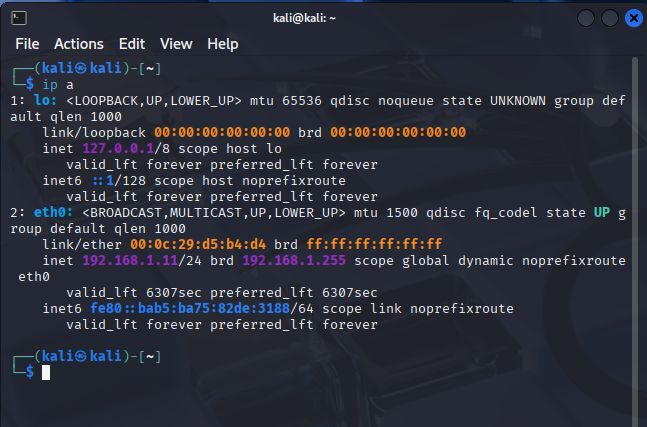 kali@kali: ~
File Actions Edit View Help
┌──(kali㉿kali)-[~]
└─$ ip a
1: lo: <LOOPBACK,UP,LOWER_UP> mtu 65536 qdisc noqueue state UNKNOWN group def
ault qlen 1000
    link/loopback 00:00:00:00:00:00 brd 00:00:00:00:00:00
    inet 127.0.0.1/8 scope host lo
       valid_lft forever preferred_lft forever
    inet6 ::1/128 scope host noprefixroute
       valid_lft forever preferred_lft forever
2: eth0: <BROADCAST,MULTICAST,UP,LOWER_UP> mtu 1500 qdisc fq_codel state UP g
roup default qlen 1000
    link/ether 00:0c:29:d5:b4:d4 brd ff:ff:ff:ff:ff:ff
    inet 192.168.1.11/24 brd 192.168.1.255 scope global dynamic noprefixroute
 eth0
       valid_lft 6307sec preferred_lft 6307sec
    inet6 fe80::bab5:ba75:82de:3188/64 scope link noprefixroute
       valid_lft forever preferred_lft forever
┌──(kali㉿kali)-[~]
└─$